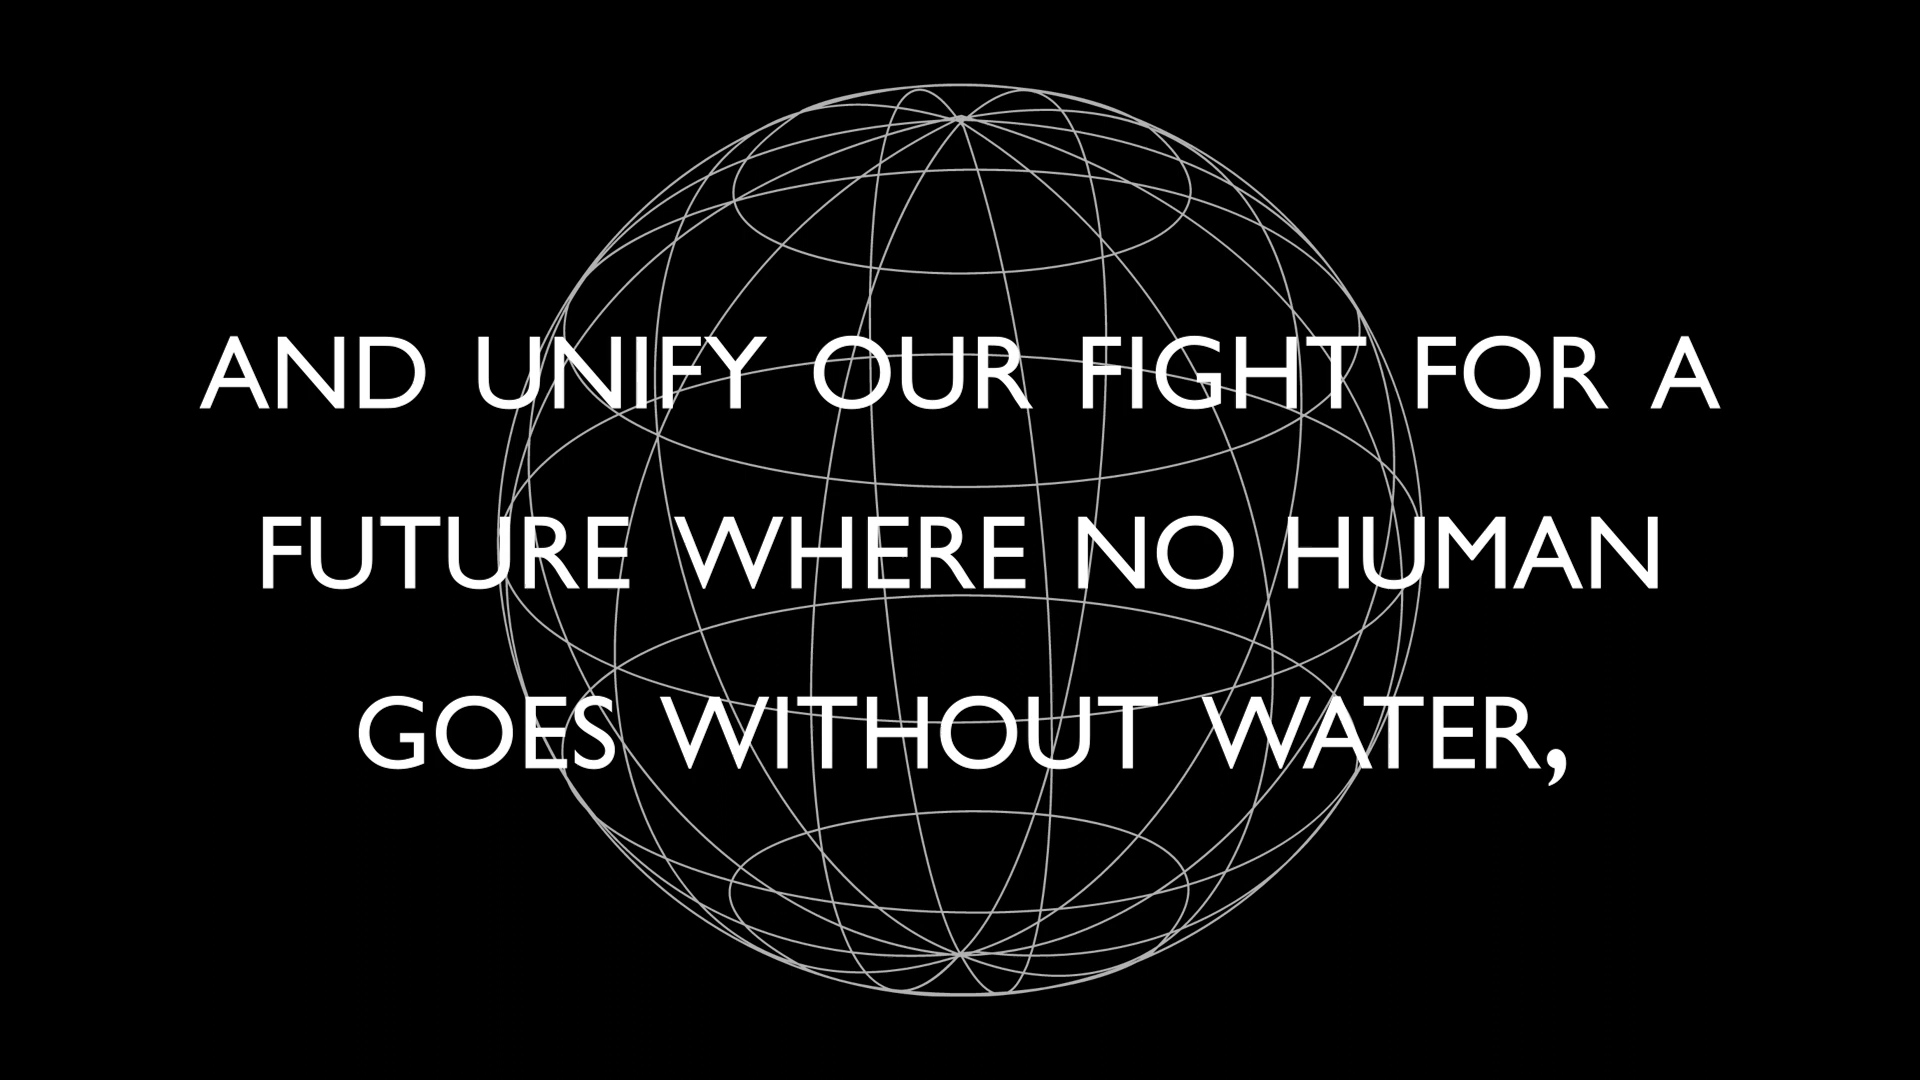 AND UNIFY OUR FIGHT FOR A
FUTURE WHERE NO HUMAN
GOES WITHOUT WATER,